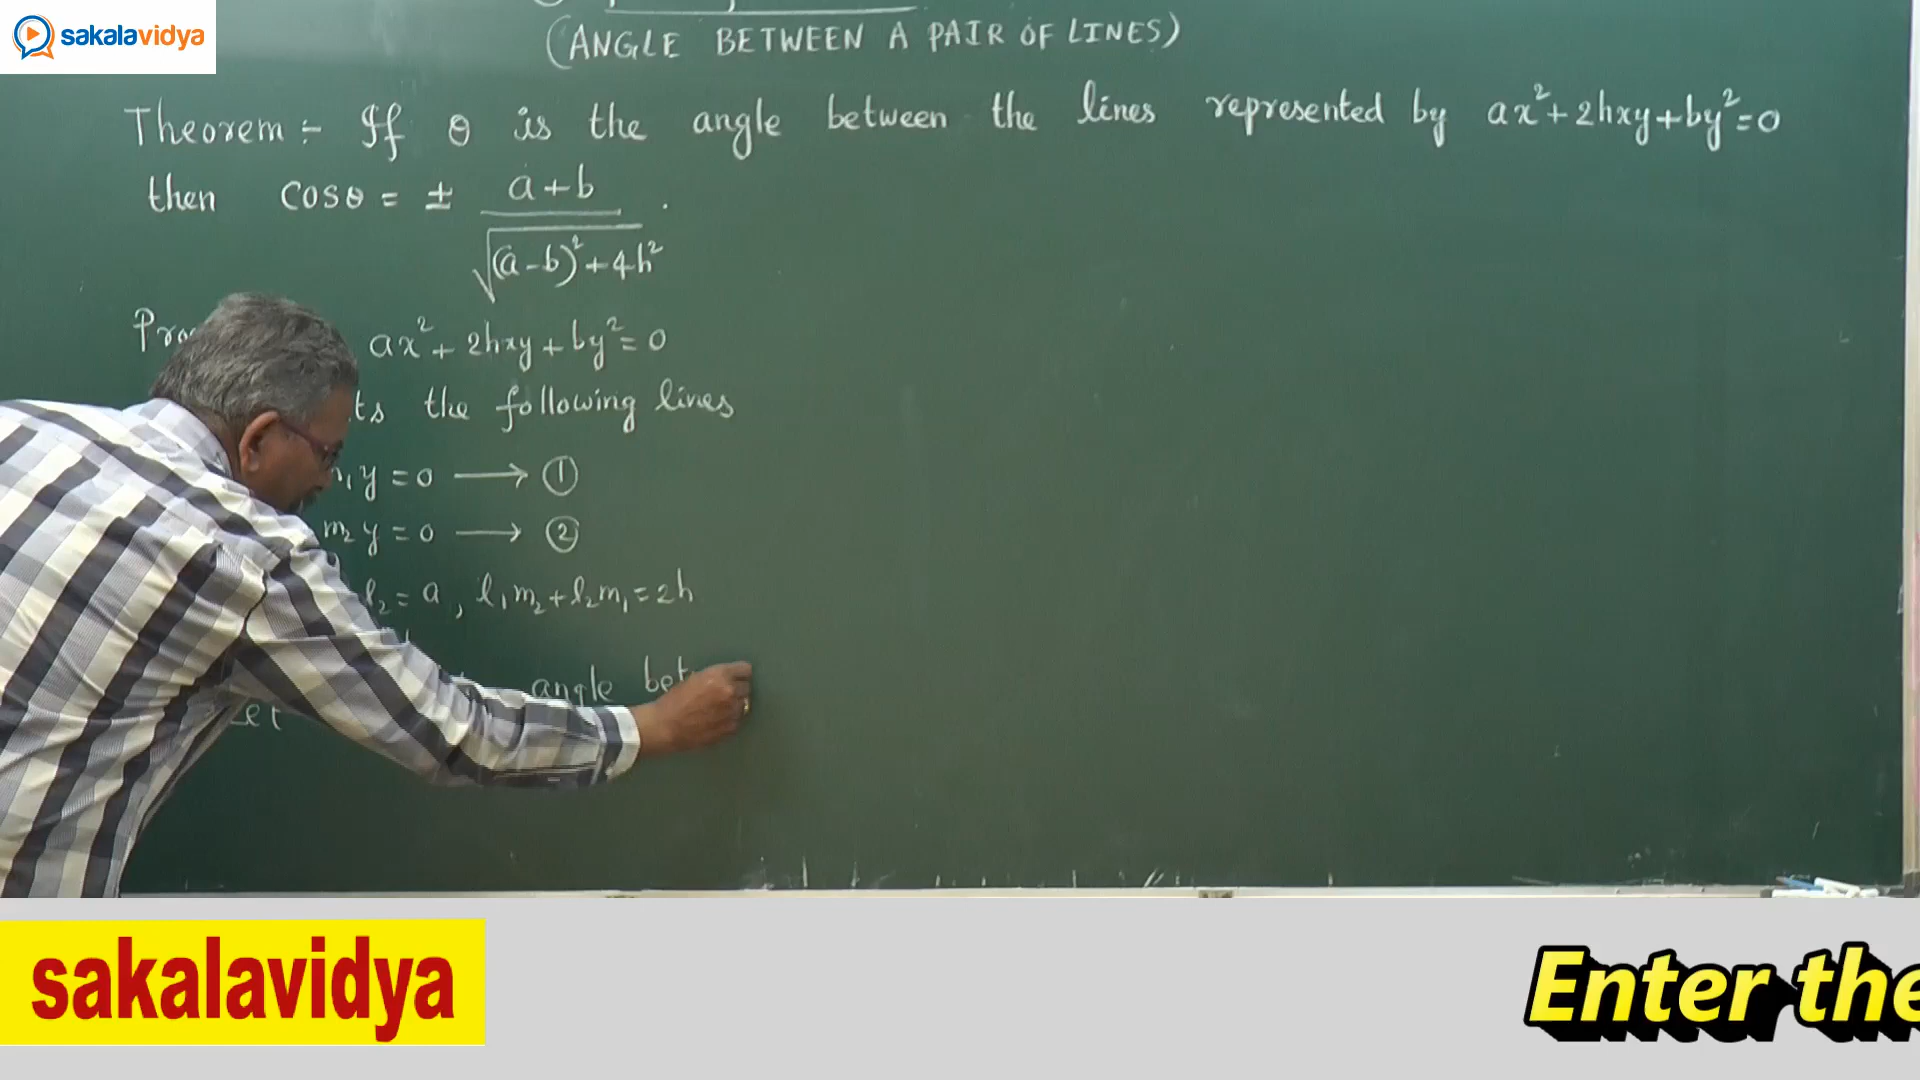 sakalavidya
(ANGLE BETWEEN A PAIR OF LINES)
Theorem :- If θ is the angle between the lines represented by ax²+2hxy+by²=0
then cosθ = ± a+b / √(a-b)²+4h² .
ax²+2hxy+by²=0
the following lines
y = 0 ⟶ ①
m₂y = 0 ⟶ ②
l₂ = a, l₁m₂+l₂m₁=2h
Let angle
sakalavidya
Enter the